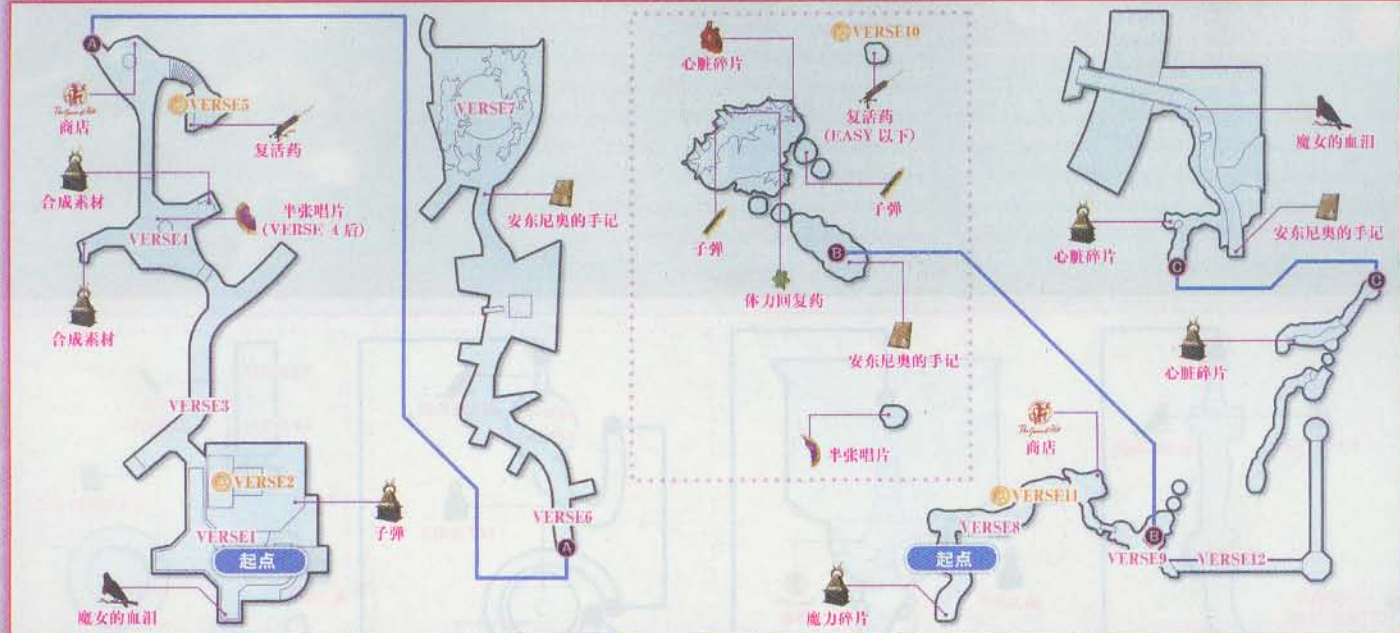 A
商店
VERSE5
复活药
合成素材
半张唱片
(VERSE 4 后)
VERSE4
合成素材
VERSE3
VERSE2
子弹
VERSE1
起点
魔女的血泪
VERSE7
安东尼奥的手记
VERSE6
A
心脏碎片
VERSE10
复活药
(EASY 以下)
子弹
子弹
B
体力回复药
安东尼奥的手记
半张唱片
魔女的血泪
安东尼奥的手记
心脏碎片
C
C
心脏碎片
商店
VERSE11
VERSE8
起点
B
VERSE9
VERSE12
魔力碎片